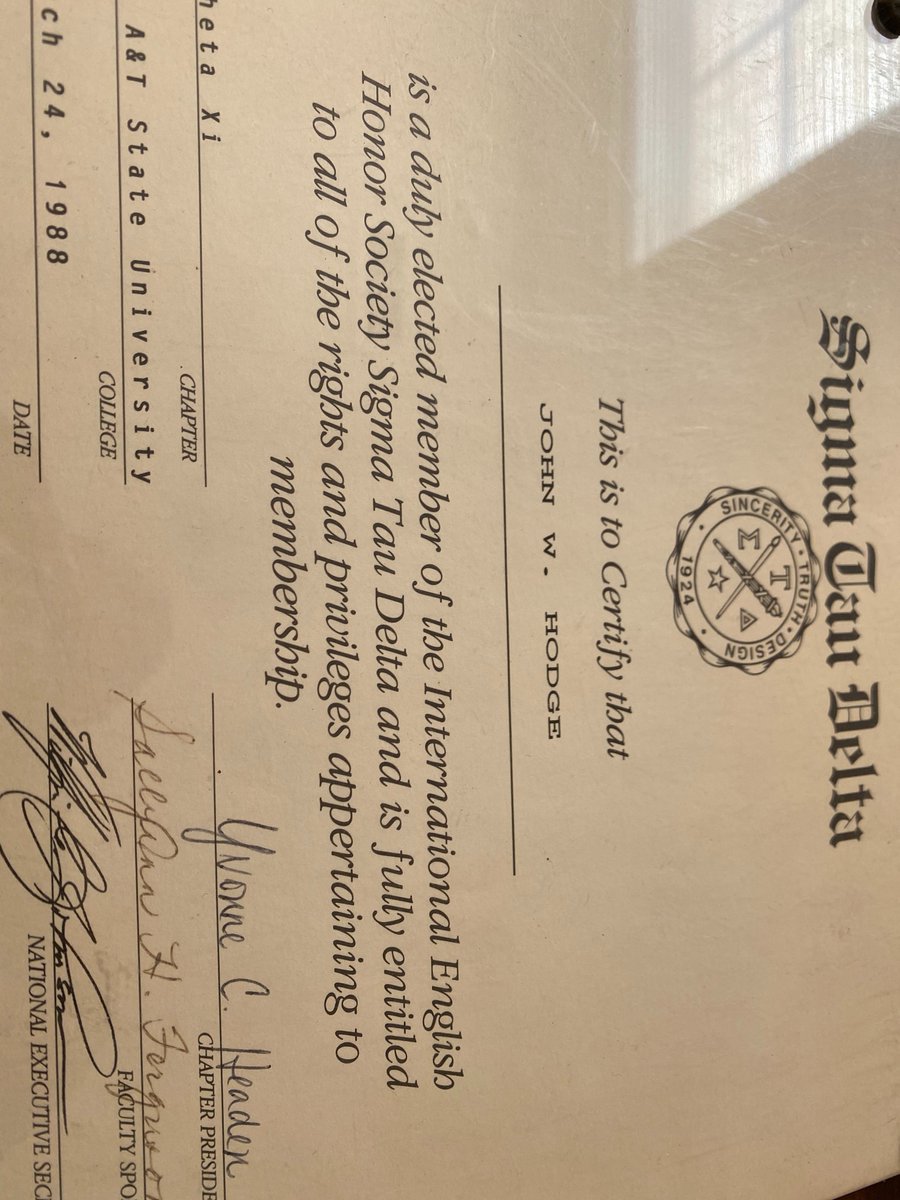 Sigma Tau Delta
SINCERITY · TRUTH · DESIGN
Σ T Δ
· 1924 ·
This is to Certify that
JOHN W. HODGE
is a duly elected member of the International English
Honor Society Sigma Tau Delta and is fully entitled
to all of the rights and privileges appertaining to
membership.
heta Xi
CHAPTER
A&T State University
COLLEGE
ch 24, 1988
DATE
Yvonne C. Headen
CHAPTER PRESIDE
SallyAnn H.
FACULTY SPO
NATIONAL EXECUTIVE SEC